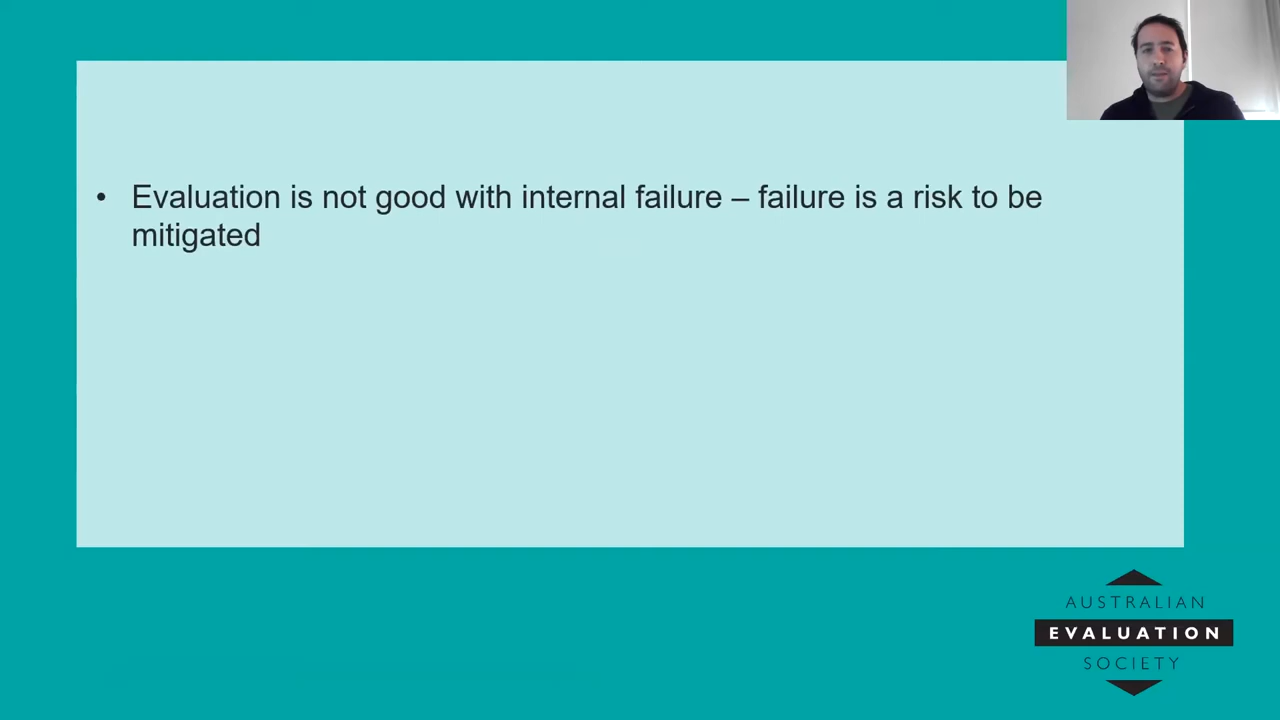 • Evaluation is not good with internal failure – failure is a risk to be
mitigated
AUSTRALIAN
EVALUATION
SOCIETY